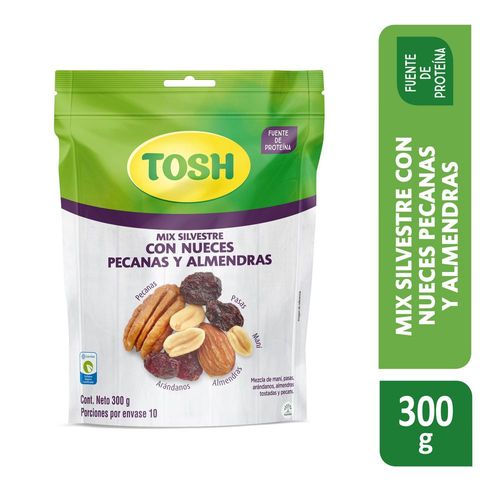 TOSH
FUENTE
DE
PROTEÍNA
MIX SILVESTRE
CON NUECES
PECANAS Y ALMENDRAS
Pecanas
Pasas
Maní
Almendras
Arándanos
Mezcla de maní, pasas,
arándanos, almendras
tostadas y pecanas
Cont. Neto 300 g
Porciones por envase 10
FUENTE
DE
PROTEÍNA
MIX SILVESTRE CON
NUECES PECANAS
Y ALMENDRAS
300
g